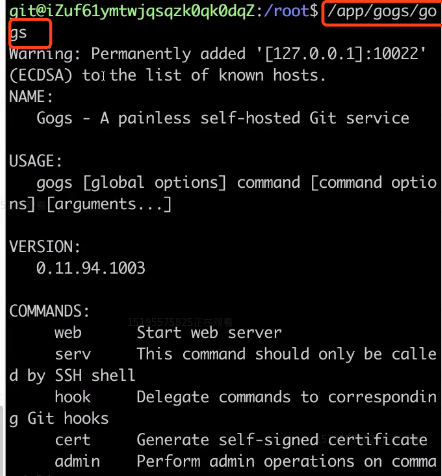 git@iZuf61ymtwjqsqzk0qk0dqZ:/root$ /app/gogs/go
gs
Warning: Permanently added '[127.0.0.1]:10022'
(ECDSA) to the list of known hosts.
NAME:
Gogs - A painless self-hosted Git service
USAGE:
gogs [global options] command [command optio
ns] [arguments...]
VERSION:
0.11.94.1003
COMMANDS:
web Start web server
serv This command should only be calle
d by SSH shell
hook Delegate commands to correspondin
g Git hooks
cert Generate self-signed certificate
admin Perform admin operations on comma